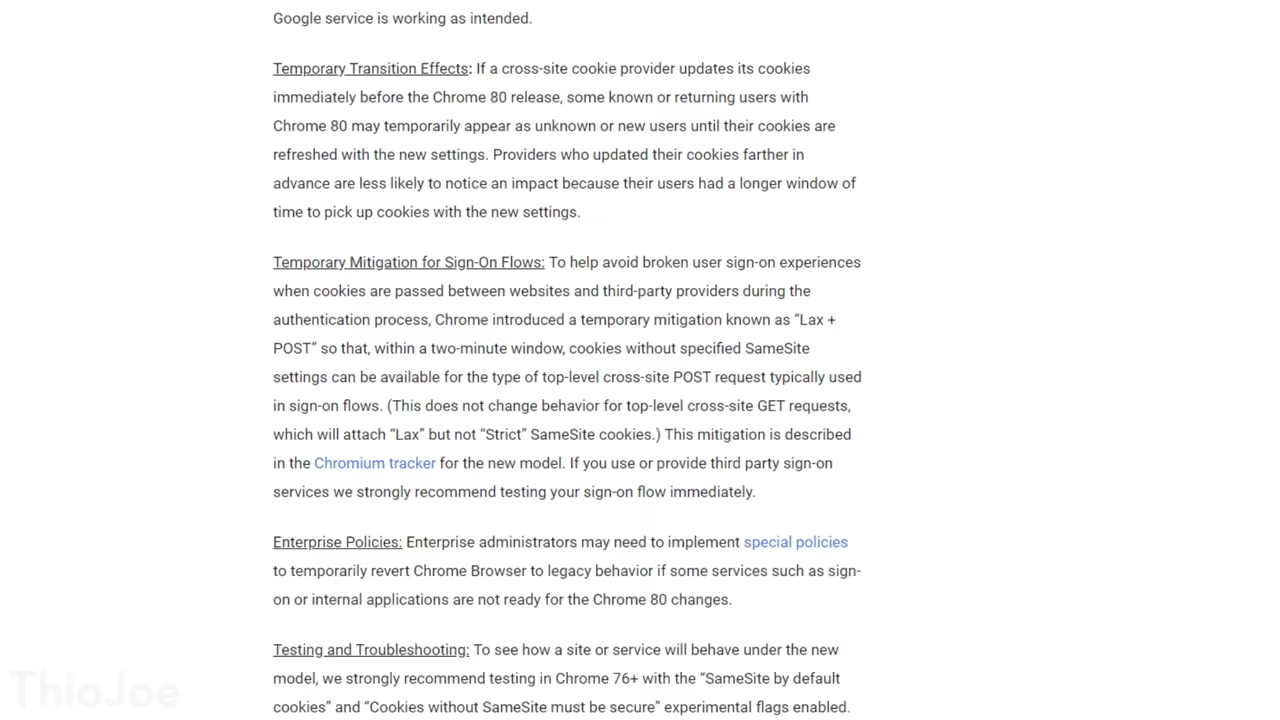 Google service is working as intended.
Temporary Transition Effects: If a cross-site cookie provider updates its cookies
immediately before the Chrome 80 release, some known or returning users with
Chrome 80 may temporarily appear as unknown or new users until their cookies are
refreshed with the new settings. Providers who updated their cookies farther in
advance are less likely to notice an impact because their users had a longer window of
time to pick up cookies with the new settings.
Temporary Mitigation for Sign-On Flows: To help avoid broken user sign-on experiences
when cookies are passed between websites and third-party providers during the
authentication process, Chrome introduced a temporary mitigation known as “Lax +
POST” so that, within a two-minute window, cookies without specified SameSite
settings can be available for the type of top-level cross-site POST request typically used
in sign-on flows. (This does not change behavior for top-level cross-site GET requests,
which will attach “Lax” but not “Strict” SameSite cookies.) This mitigation is described
in the Chromium tracker for the new model. If you use or provide third party sign-on
services we strongly recommend testing your sign-on flow immediately.
Enterprise Policies: Enterprise administrators may need to implement special policies
to temporarily revert Chrome Browser to legacy behavior if some services such as sign-
on or internal applications are not ready for the Chrome 80 changes.
Testing and Troubleshooting: To see how a site or service will behave under the new
model, we strongly recommend testing in Chrome 76+ with the “SameSite by default
cookies” and “Cookies without SameSite must be secure” experimental flags enabled.
ThioJoe